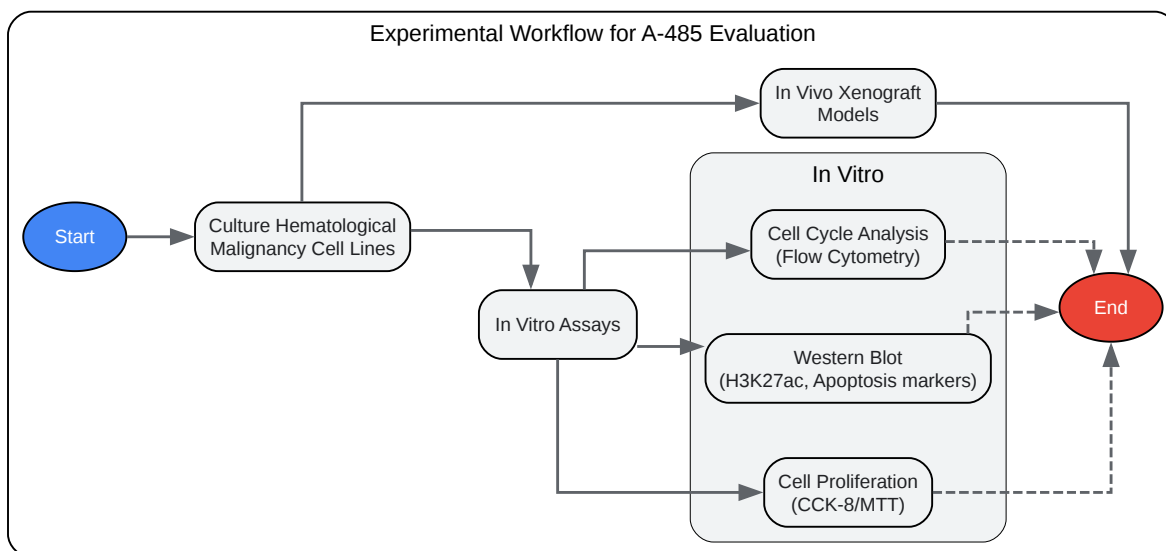 Experimental Workflow for A-485 Evaluation
In Vivo Xenograft
Models
In Vitro
Start
Culture Hematological
Malignancy Cell Lines
Cell Cycle Analysis
(Flow Cytometry)
In Vitro Assays
End
Western Blot
(H3K27ac, Apoptosis markers)
Cell Proliferation
(CCK-8/MTT)